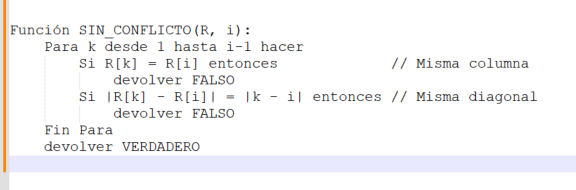 Función SIN_CONFLICTO(R, i):
    Para k desde 1 hasta i-1 hacer
        Si R[k] = R[i] entonces              // Misma columna
            devolver FALSO
        Si |R[k] - R[i]| = |k - i| entonces // Misma diagonal
            devolver FALSO
    Fin Para
    devolver VERDADERO